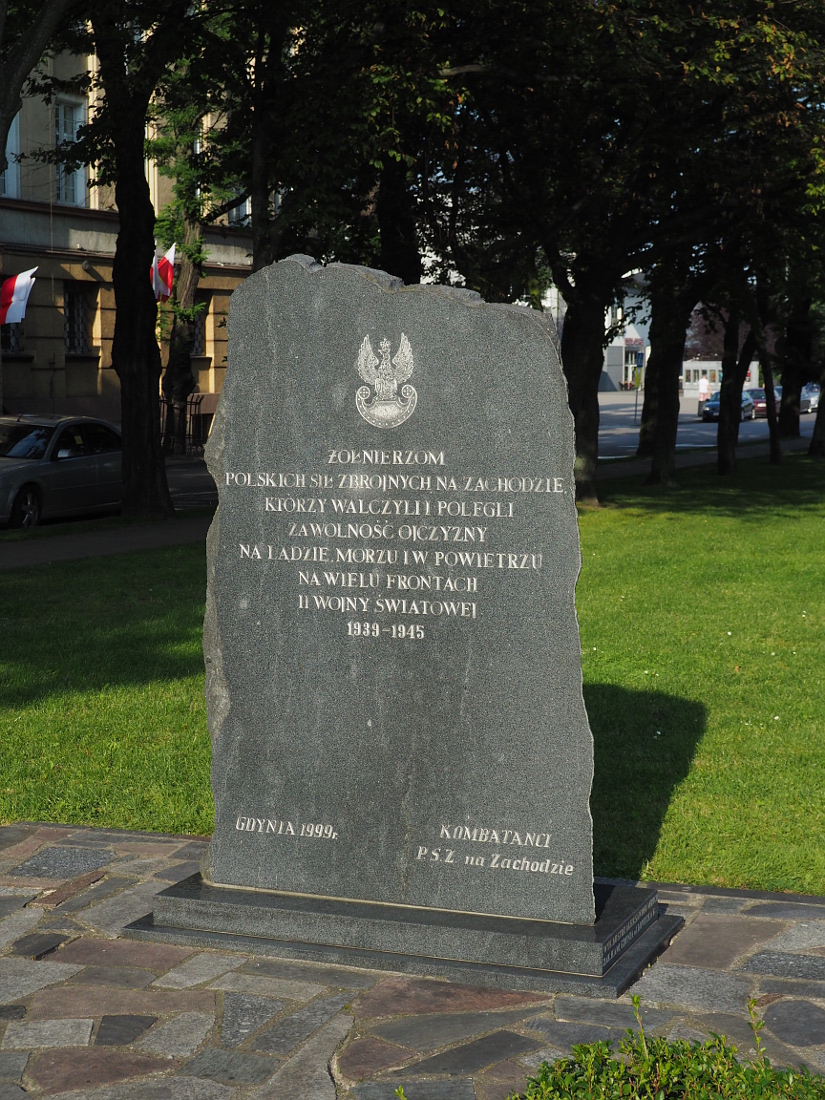 ŻOŁNIERZOM
POLSKICH SIŁ ZBROJNYCH NA ZACHODZIE
KTÓRZY WALCZYLI I POLEGLI
ZA WOLNOŚĆ OJCZYZNY
NA LĄDZIE, MORZU I W POWIETRZU
NA WIELU FRONTACH
II WOJNY ŚWIATOWEJ
1939-1945
GDYNIA 1999r.
KOMBATANCI
P.S.Z na Zachodzie